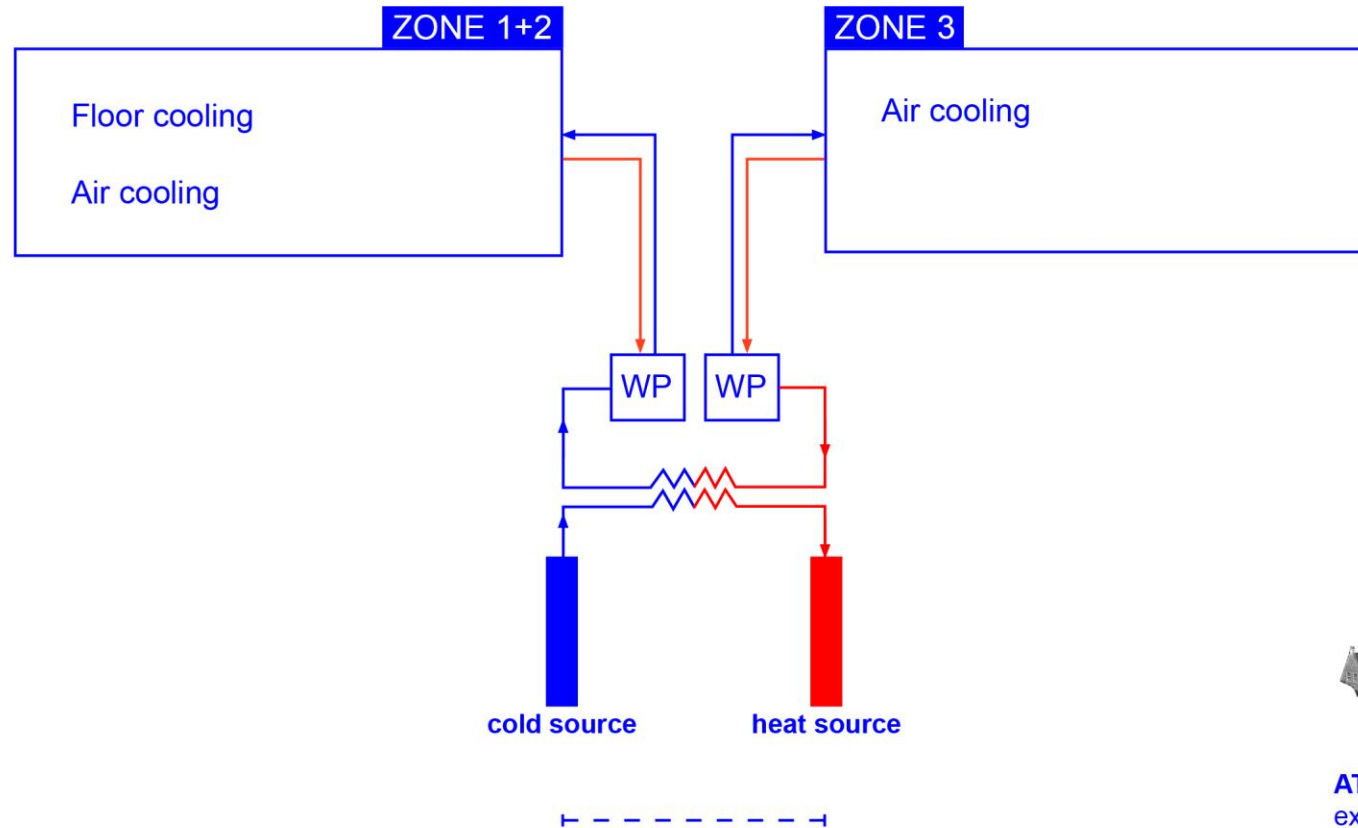 ZONE 1+2
ZONE 3
Floor cooling
Air cooling
Air cooling
WP
WP
cold source
heat source